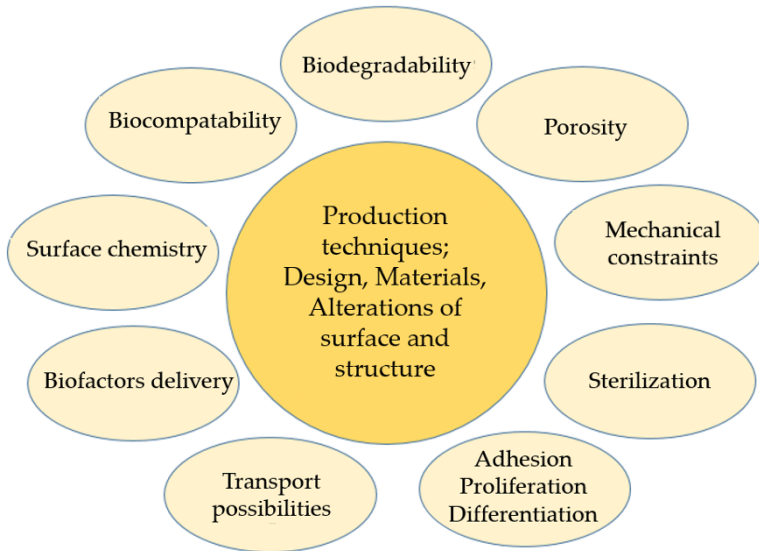 Biodegradability
Biocompatability
Porosity
Production
techniques;
Design, Materials,
Alterations of
surface and
structure
Mechanical
constraints
Surface chemistry
Biofactors delivery
Sterilization
Transport
possibilities
Adhesion
Proliferation
Differentiation